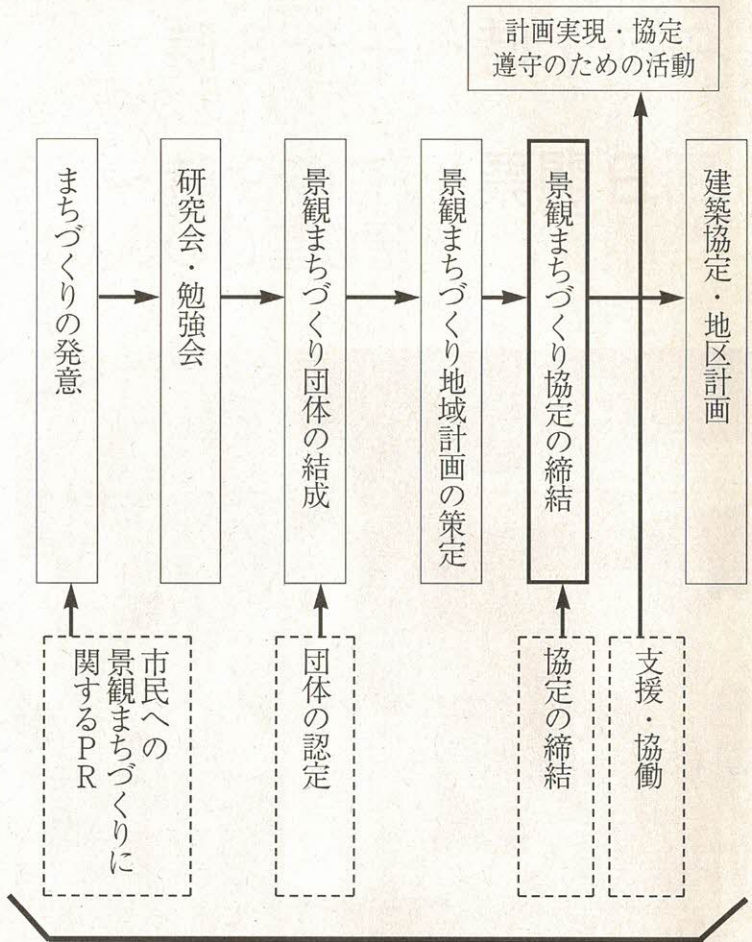 計画実現・協定
遵守のための活動
まちづくりの発意
研究会・勉強会
景観まちづくり団体の結成
景観まちづくり地域計画の策定
景観まちづくり協定の締結
建築協定・地区計画
市民への
景観まちづくりに
関するPR
団体の認定
協定の締結
支援・協働